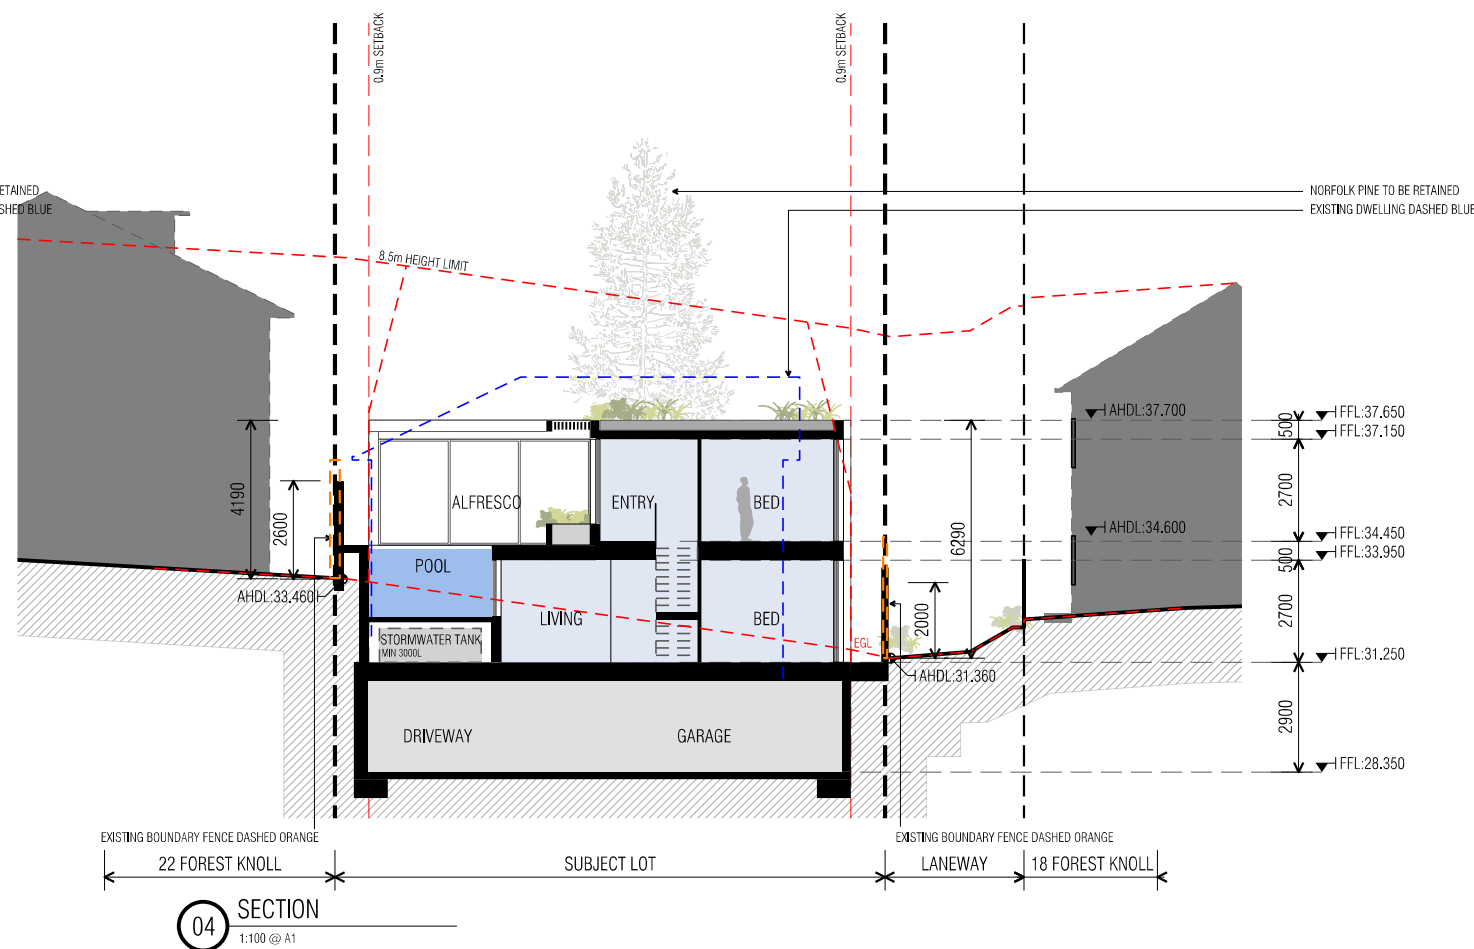 0.9m SETBACK
0.9m SETBACK
ETAINED
SHED BLUE
NORFOLK PINE TO BE RETAINED
EXISTING DWELLING DASHED BLUE
8.5m HEIGHT LIMIT
AHDL:37.700
FFL:37.650
500
FFL:37.150
4190
2600
ALFRESCO
ENTRY
BED
2700
6290
AHDL:34.600
FFL:34.450
500
FFL:33.950
POOL
AHDL:33.460
LIVING
BED
2000
2700
STORMWATER TANK
MIN 3000L
EGL
FFL:31.250
AHDL:31.360
2900
DRIVEWAY
GARAGE
FFL:28.350
EXISTING BOUNDARY FENCE DASHED ORANGE
EXISTING BOUNDARY FENCE DASHED ORANGE
22 FOREST KNOLL
SUBJECT LOT
LANEWAY
18 FOREST KNOLL
04
SECTION
1:100 @ A1